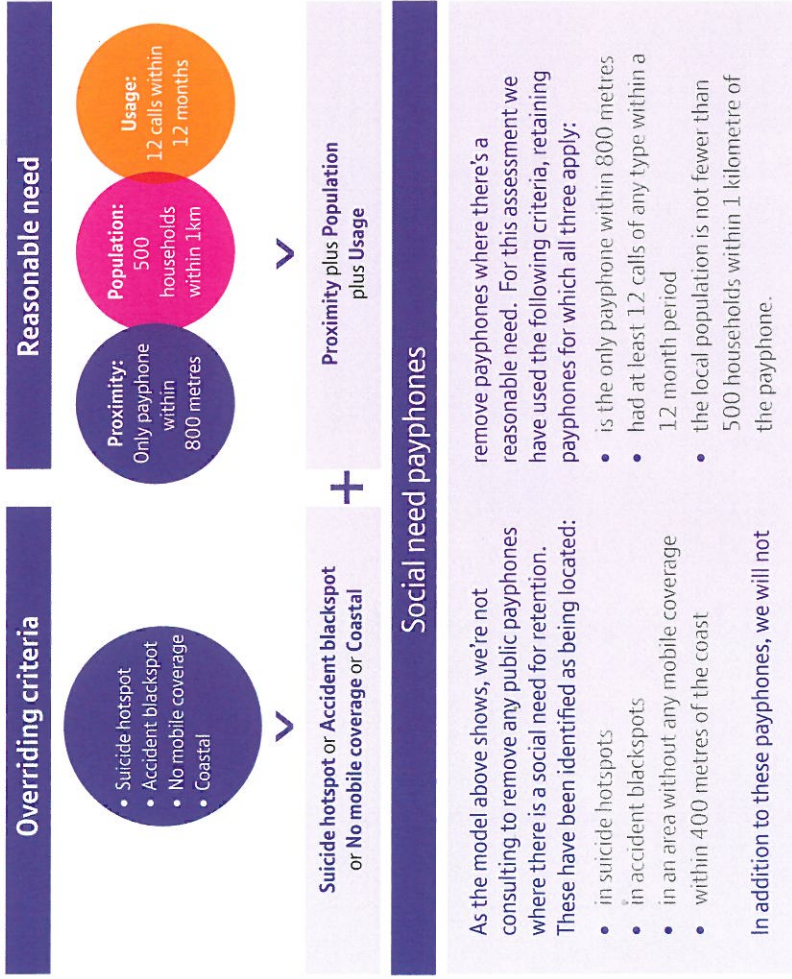 Overriding criteria
• Suicide hotspot
• Accident blackspot
• No mobile coverage
• Coastal
Suicide hotspot or Accident blackspot
or No mobile coverage or Coastal
+
Reasonable need
Proximity:
Only payphone
within
800 metres
Population:
500
households
within 1km
Usage:
12 calls within
12 months
Proximity plus Population
plus Usage
Social need payphones
As the model above shows, we're not
consulting to remove any public payphones
where there is a social need for retention.
These have been identified as being located:
• in suicide hotspots
• in accident blackspots
• in an area without any mobile coverage
• within 400 metres of the coast
In addition to these payphones, we will not
remove payphones where there's a
reasonable need. For this assessment we
have used the following criteria, retaining
payphones for which all three apply:
• is the only payphone within 800 metres
• had at least 12 calls of any type within a
12 month period
• the local population is not fewer than
500 households within 1 kilometre of
the payphone.